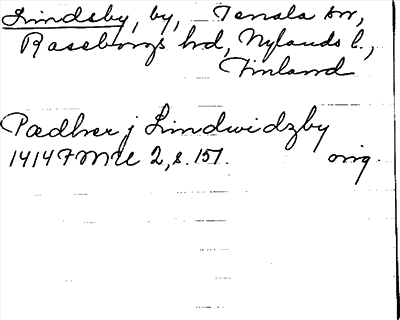 Lindsby, by, Tenala sn,
Raseborgs hd, Nylands l.,
Finland
Pædher j Lindwidzby
1414 FMU 2, s. 151. orig.